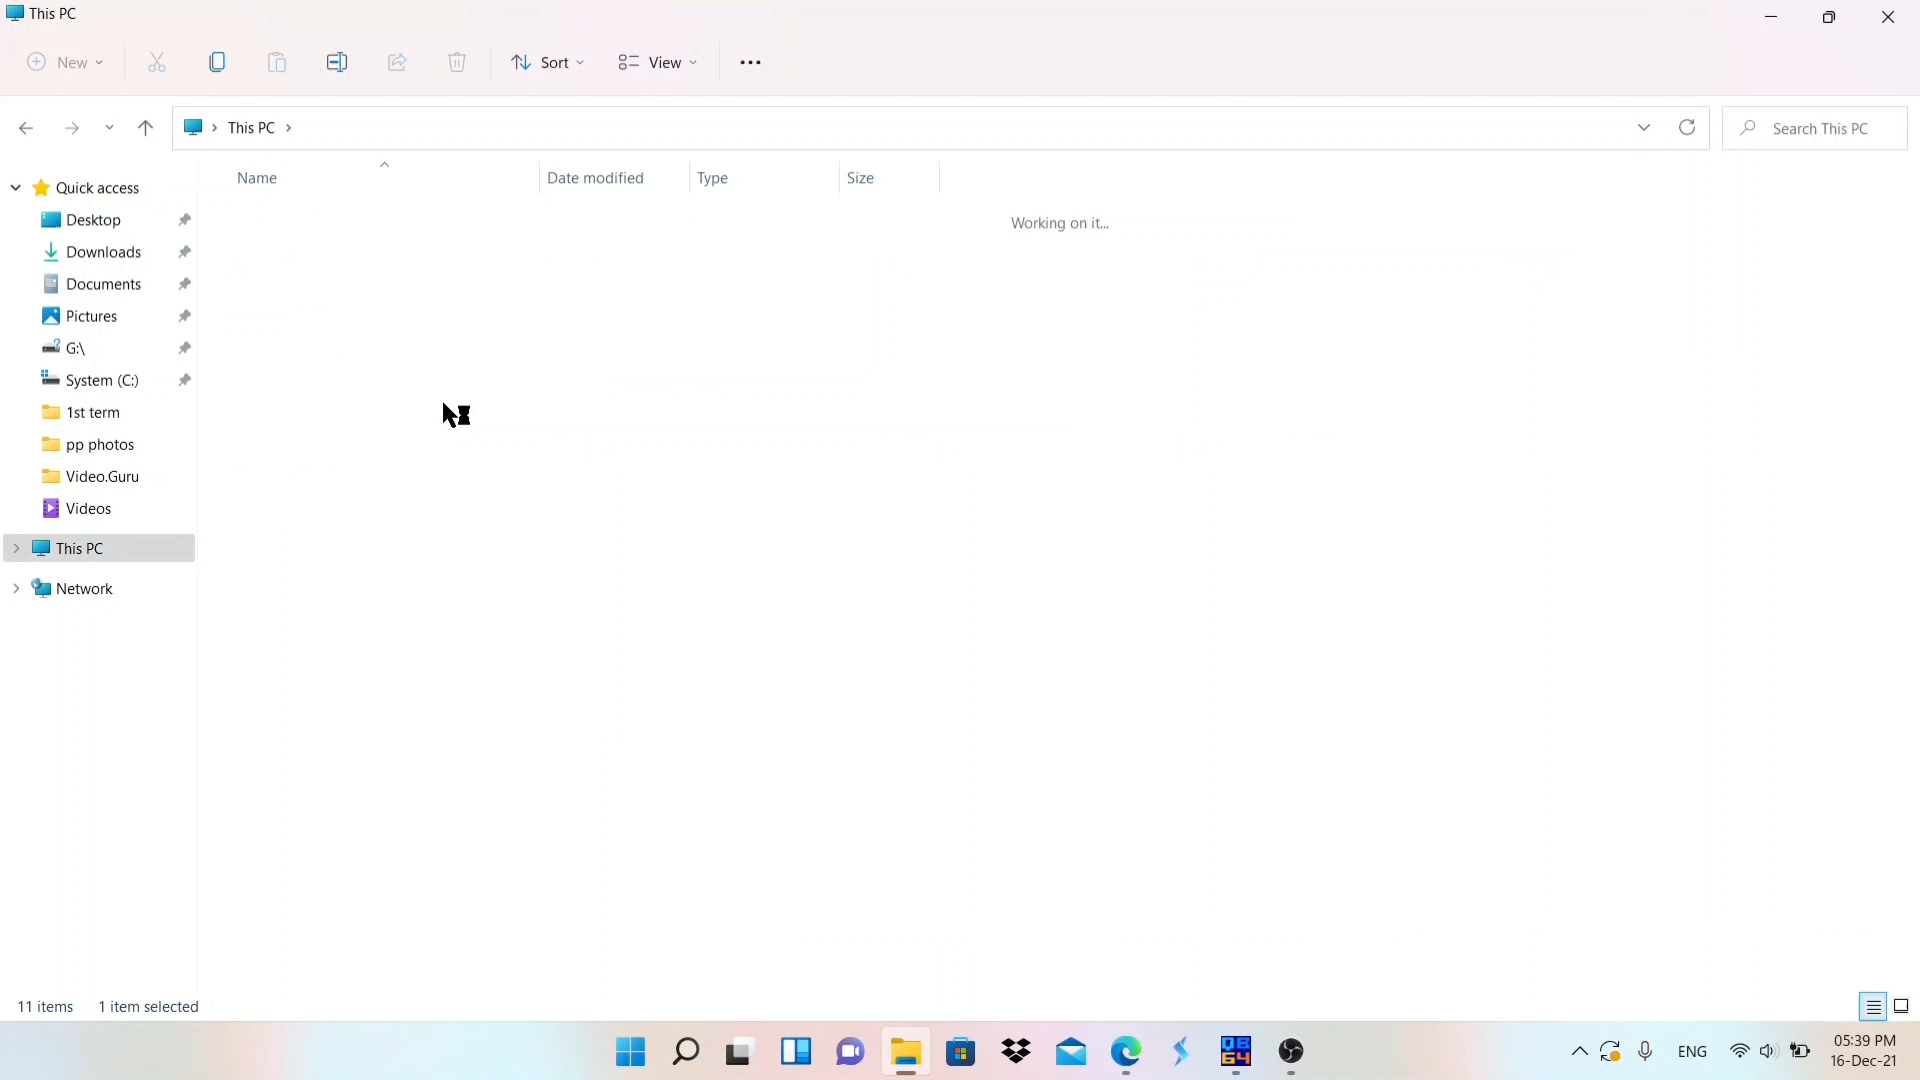 This PC
New
Sort
View
This PC
Search This PC
Name
Date modified
Type
Size
Working on it...
Quick access
Desktop
Downloads
Documents
Pictures
G:\
System (C:)
1st term
pp photos
Video.Guru
Videos
This PC
Network
11 items 1 item selected
QB64
ENG
05:39 PM
16-Dec-21